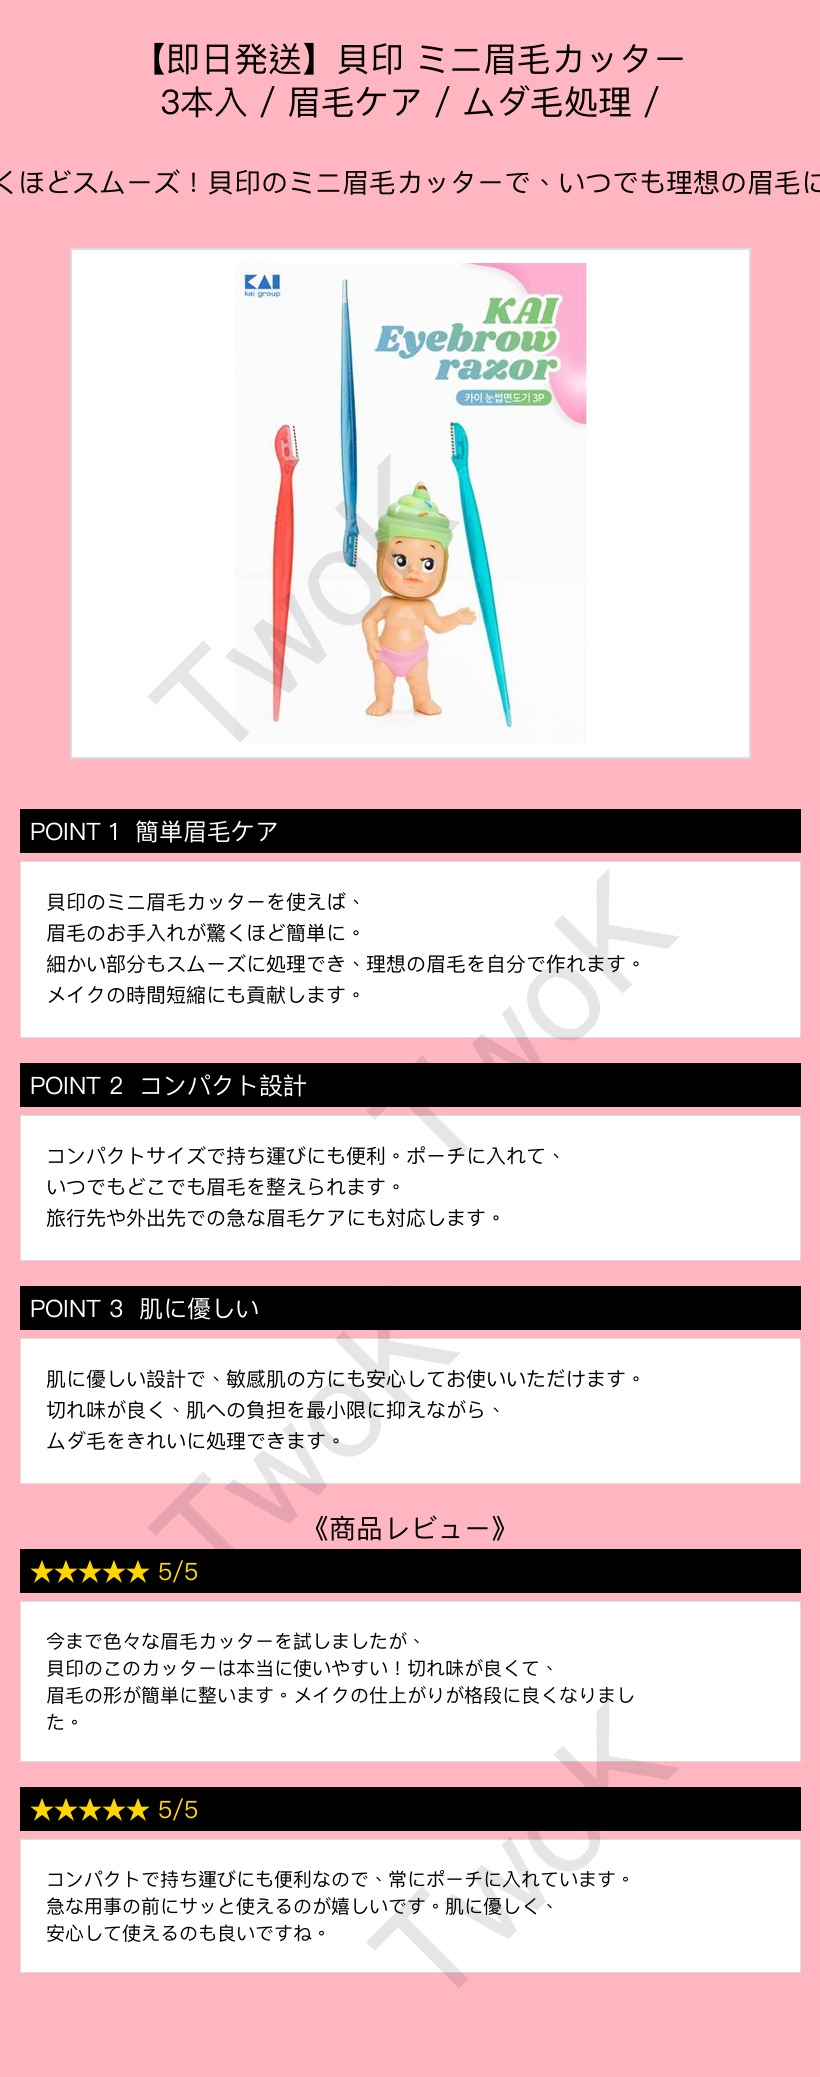 【即日発送】貝印 ミニ眉毛カッター
3本入 / 眉毛ケア / ムダ毛処理 /
くほどスムーズ！貝印のミニ眉毛カッターで、いつでも理想の眉毛に
KAI
kai group
KAI
Eyebrow
razor
카이 눈썹면도기 3P
TwoK
POINT 1 簡単眉毛ケア
貝印のミニ眉毛カッターを使えば、
眉毛のお手入れが驚くほど簡単に。
細かい部分もスムーズに処理でき、理想の眉毛を自分で作れます。
メイクの時間短縮にも貢献します。
TwoK
POINT 2 コンパクト設計
コンパクトサイズで持ち運びにも便利。ポーチに入れて、
いつでもどこでも眉毛を整えられます。
旅行先や外出先での急な眉毛ケアにも対応します。
POINT 3 肌に優しい
肌に優しい設計で、敏感肌の方にも安心してお使いいただけます。
切れ味が良く、肌への負担を最小限に抑えながら、
ムダ毛をきれいに処理できます。
TwoK
《商品レビュー》
★★★★★ 5/5
今まで色々な眉毛カッターを試しましたが、
貝印のこのカッターは本当に使いやすい！切れ味が良くて、
眉毛の形が簡単に整います。メイクの仕上がりが格段に良くなりまし
た。
★★★★★ 5/5
コンパクトで持ち運びにも便利なので、常にポーチに入れています。
急な用事の前にサッと使えるのが嬉しいです。肌に優しく、
安心して使えるのも良いですね。
TwoK